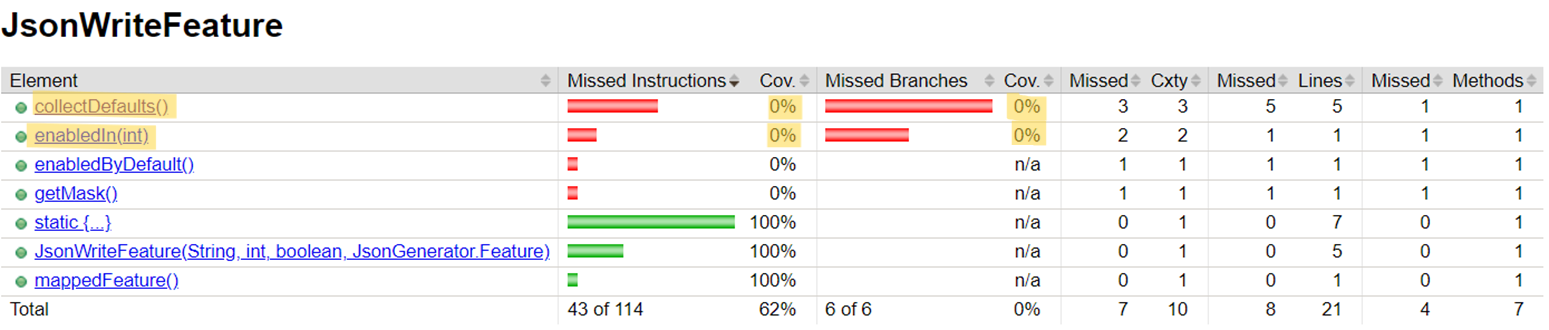 JsonWriteFeature
Element Missed Instructions Cov. Missed Branches Cov. Missed Cxty Missed Lines Missed Methods
collectDefaults() 0% 0% 3 3 5 5 1 1
enabledIn(int) 0% 0% 2 2 1 1 1 1
enabledByDefault() 0% n/a 1 1 1 1 1 1
getMask() 0% n/a 1 1 1 1 1 1
static {...} 100% n/a 0 1 0 7 0 1
JsonWriteFeature(String, int, boolean, JsonGenerator.Feature) 100% n/a 0 1 0 5 0 1
mappedFeature() 100% n/a 0 1 0 1 0 1
Total 43 of 114 62% 6 of 6 0% 7 10 8 21 4 7